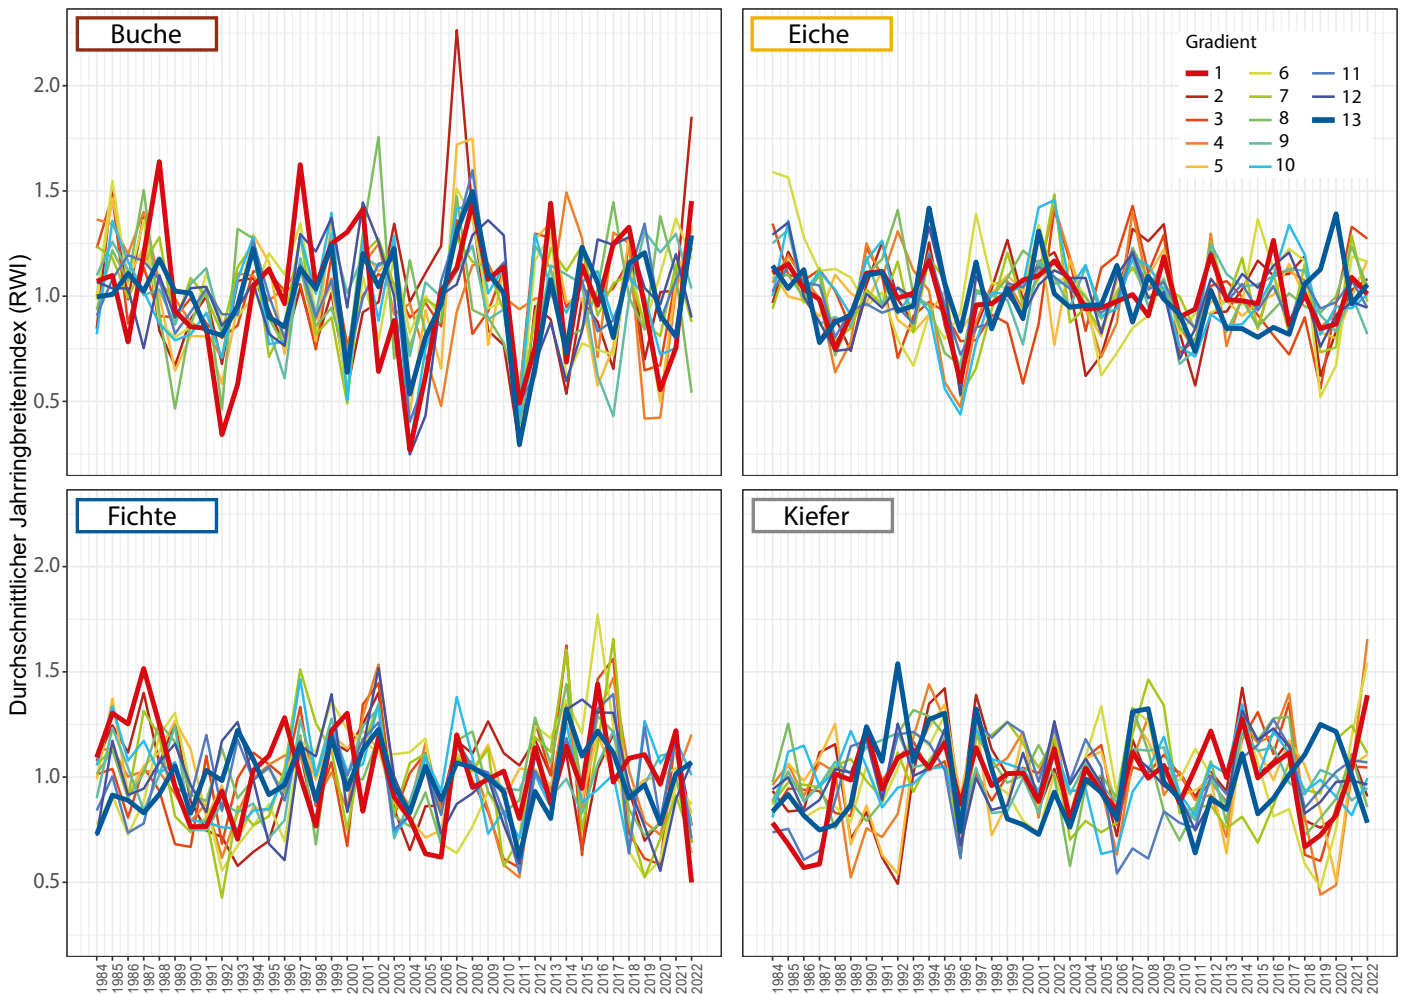 Durchschnittlicher Jahrringbreitenindex (RWI)
Buche
2.0
1.5
1.0
0.5
Eiche
Gradient
1 6 11
2 7 12
3 8 13
4 9
5 10
Fichte
2.0
1.5
1.0
0.5
Kiefer
1984 1985 1986 1987 1988 1989 1990 1991 1992 1993 1994 1995 1996 1997 1998 1999 2000 2001 2002 2003 2004 2005 2006 2007 2008 2009 2010 2011 2012 2013 2014 2015 2016 2017 2018 2019 2020 2021 2022
1984 1985 1986 1987 1988 1989 1990 1991 1992 1993 1994 1995 1996 1997 1998 1999 2000 2001 2002 2003 2004 2005 2006 2007 2008 2009 2010 2011 2012 2013 2014 2015 2016 2017 2018 2019 2020 2021 2022